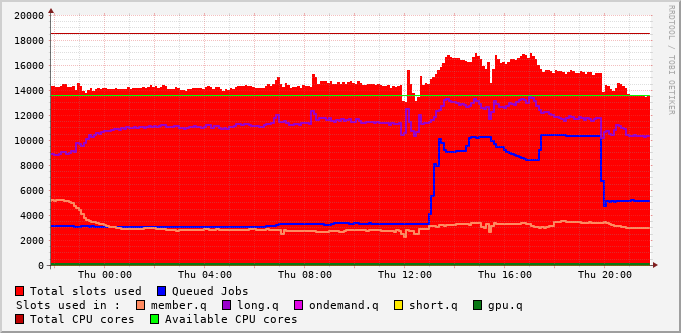 20000
18000
16000
14000
12000
10000
8000
6000
4000
2000
0
Thu 00:00 Thu 04:00 Thu 08:00 Thu 12:00 Thu 16:00 Thu 20:00
Total slots used Queued Jobs
Slots used in : member.q long.q ondemand.q short.q gpu.q
Total CPU cores Available CPU cores
RRDTOOL / TOBI OETIKER